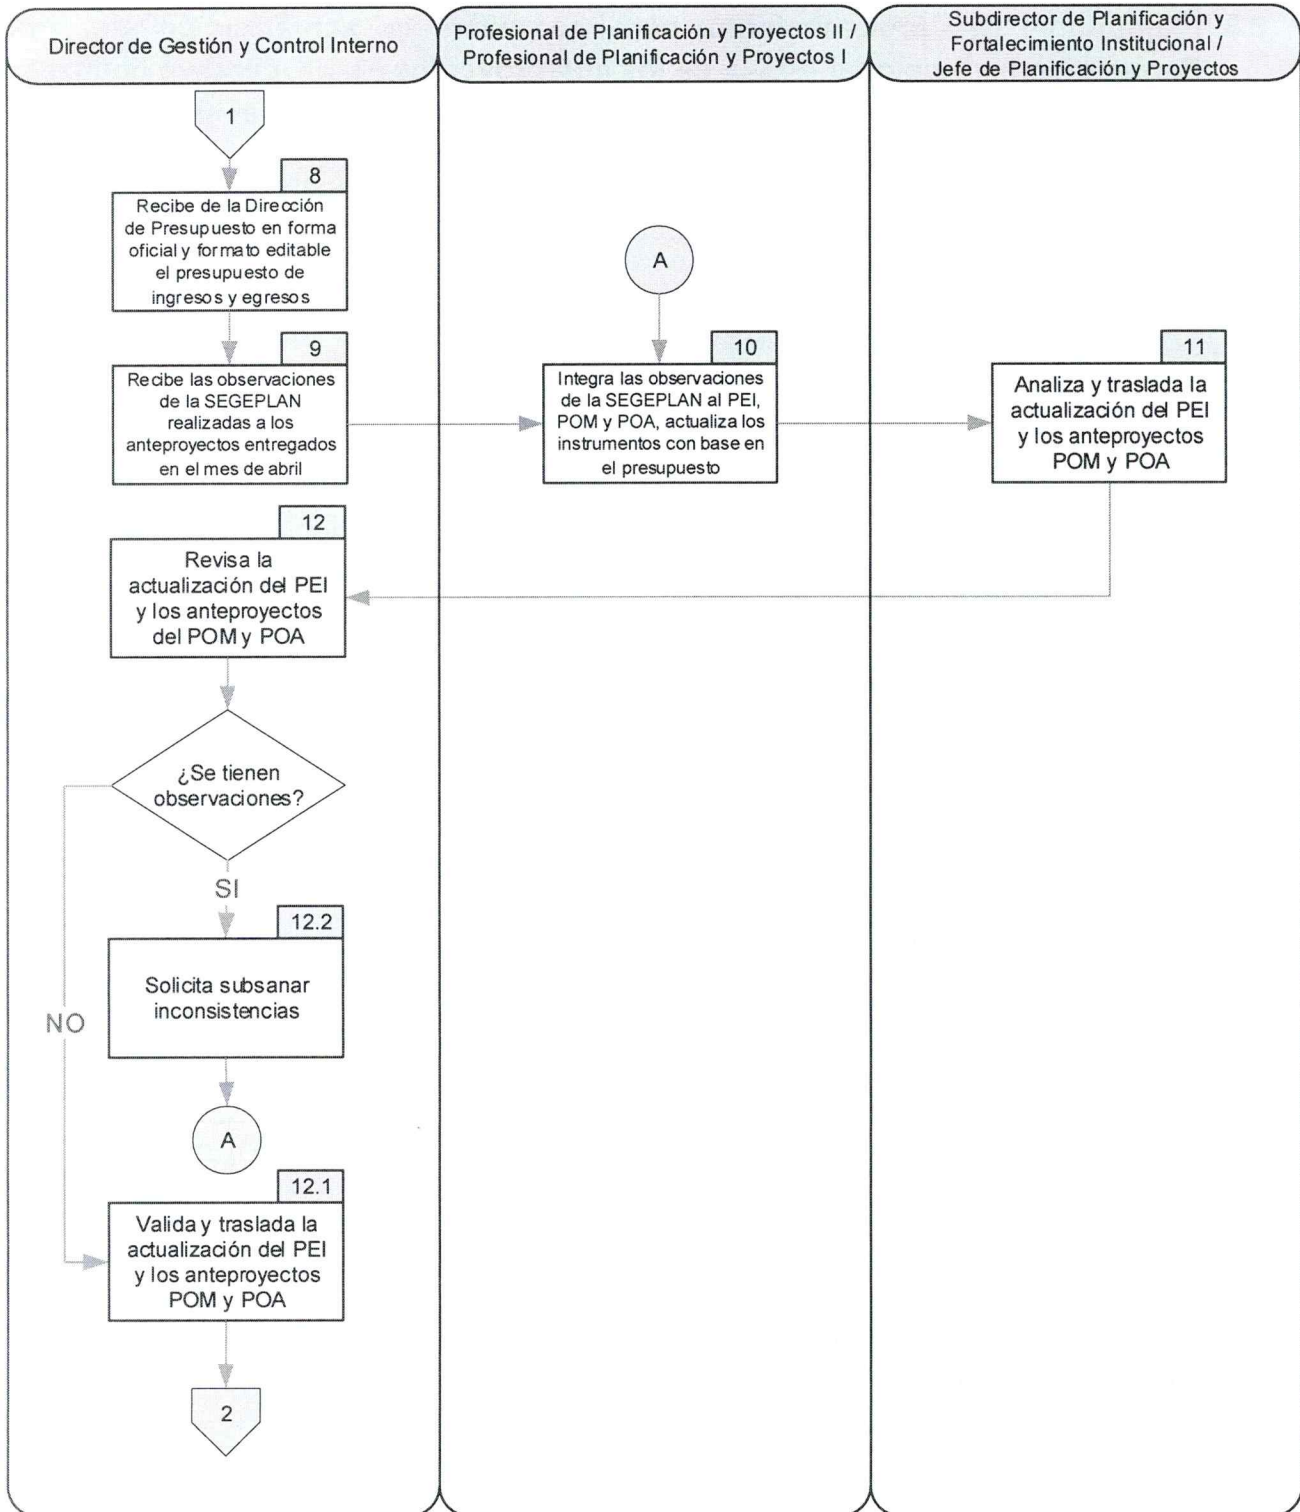 Director de Gestión y Control Interno
Profesional de Planificación y Proyectos II /
Profesional de Planificación y Proyectos I
Subdirector de Planificación y
Fortalecimiento Institucional /
Jefe de Planificación y Proyectos
1
8
Recibe de la Dirección
de Presupuesto en forma
oficial y formato editable
el presupuesto de
ingresos y egresos
A
9
Recibe las observaciones
de la SEGEPLAN
realizadas a los
anteproyectos entregados
en el mes de abril
10
Integra las observaciones
de la SEGEPLAN al PEI,
POM y POA, actualiza los
instrumentos con base en
el presupuesto
11
Analiza y traslada la
actualización del PEI
y los anteproyectos
POM y POA
12
Revisa la
actualización del PEI
y los anteproyectos
del POM y POA
¿Se tienen
observaciones?
SI
12.2
Solicita subsanar
inconsistencias
NO
A
12.1
Valida y traslada la
actualización del PEI
y los anteproyectos
POM y POA
2